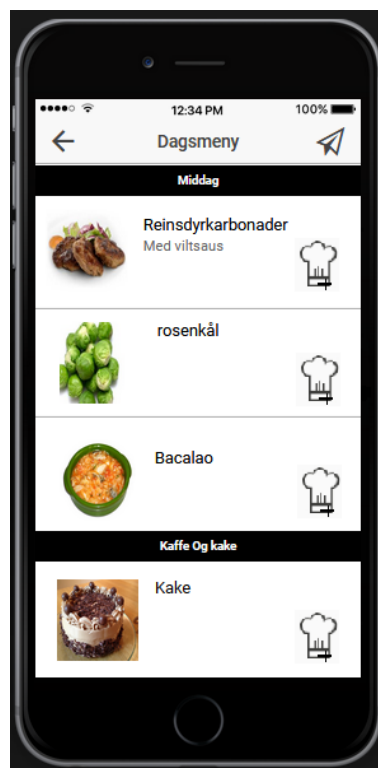 12:34 PM
100%
Dagsmeny
Middag
Reinsdyrkarbonader
Med viltsaus
rosenkål
Bacalao
Kaffe Og kake
Kake